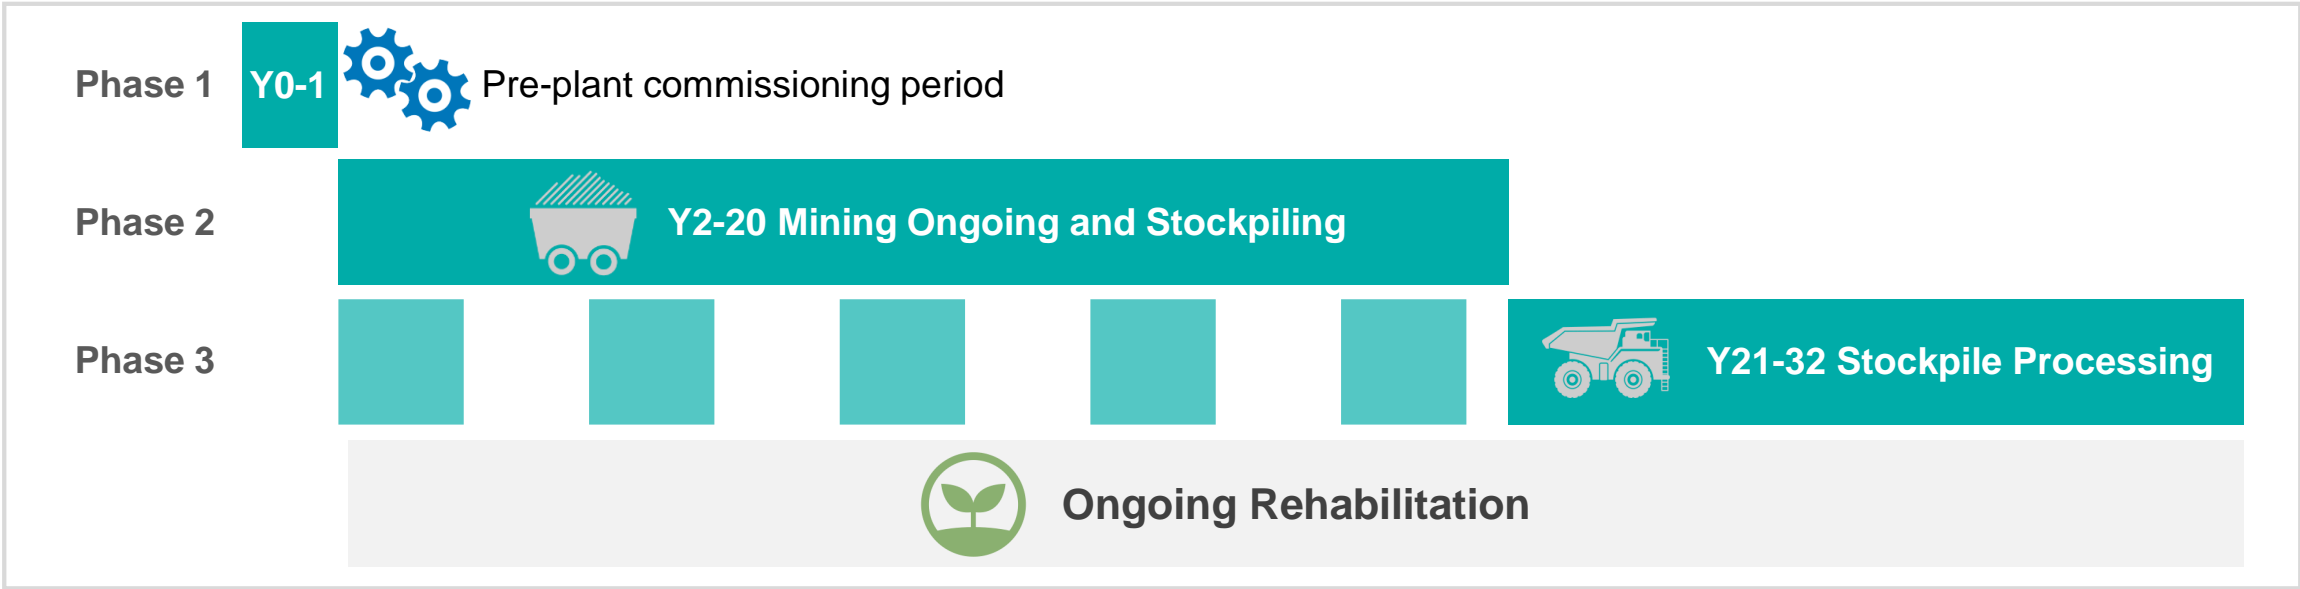 Phase 1 Y0-1 Pre-plant commissioning period
Phase 2 Y2-20 Mining Ongoing and Stockpiling
Phase 3 Y21-32 Stockpile Processing
Ongoing Rehabilitation